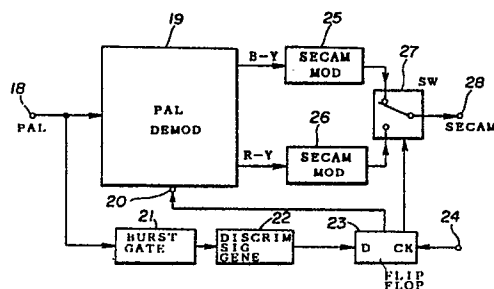 19
25
B-Y
SECAM
MOD
27
SW
28
SECAM
18
PAL
PAL
DEMOD
26
R-Y
SECAM
MOD
20
21
22
23
24
BURST
GATE
DISCRIM
SIG
GENE
D CK
FLIP
FLOP